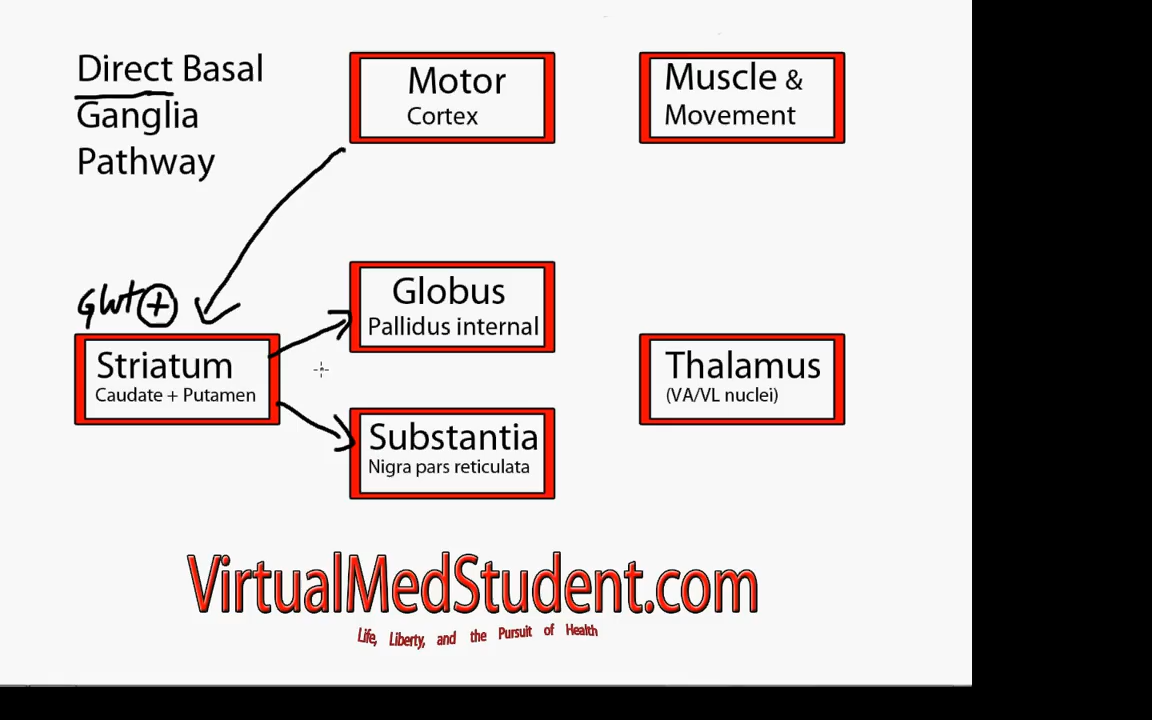 Direct Basal
Ganglia
Pathway
Motor
Cortex
Muscle &
Movement
Glut +
Globus
Pallidus internal
Striatum
Caudate + Putamen
Thalamus
(VA/VL nuclei)
Substantia
Nigra pars reticulata
VirtualMedStudent.com
Life, Liberty, and the Pursuit of Health